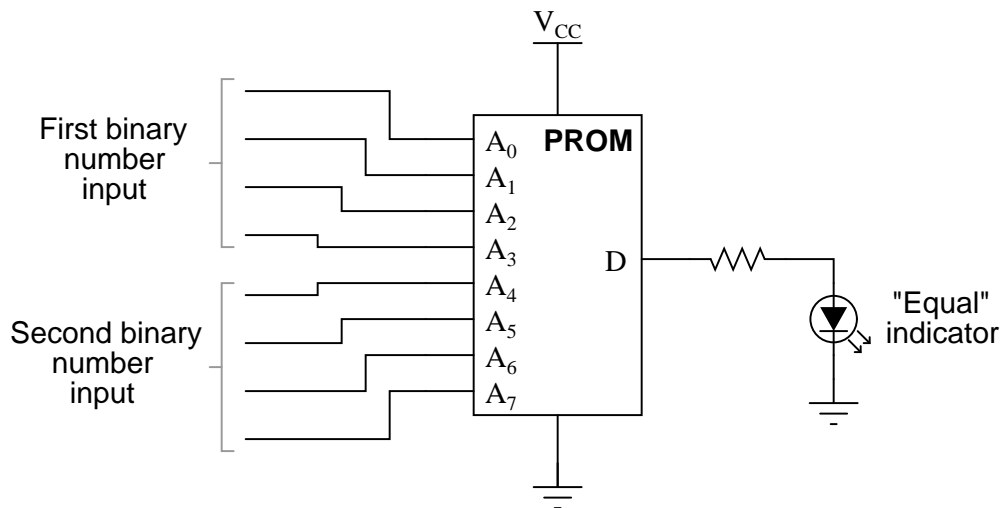 VCC
First binary
number
input
PROM
A0
A1
A2
A3
A4
A5
A6
A7
D
Second binary
number
input
"Equal"
indicator